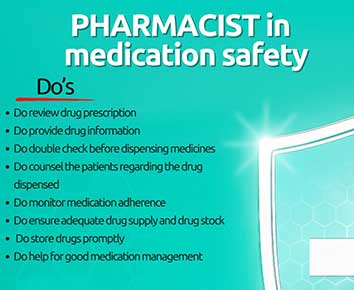 PHARMACIST in
medication safety
Do's
• Do review drug prescription
• Do provide drug information
• Do double check before dispensing medicines
• Do counsel the patients regarding the drug
dispensed
• Do monitor medication adherence
• Do ensure adequate drug supply and drug stock
• Do store drugs promptly
• Do help for good medication management